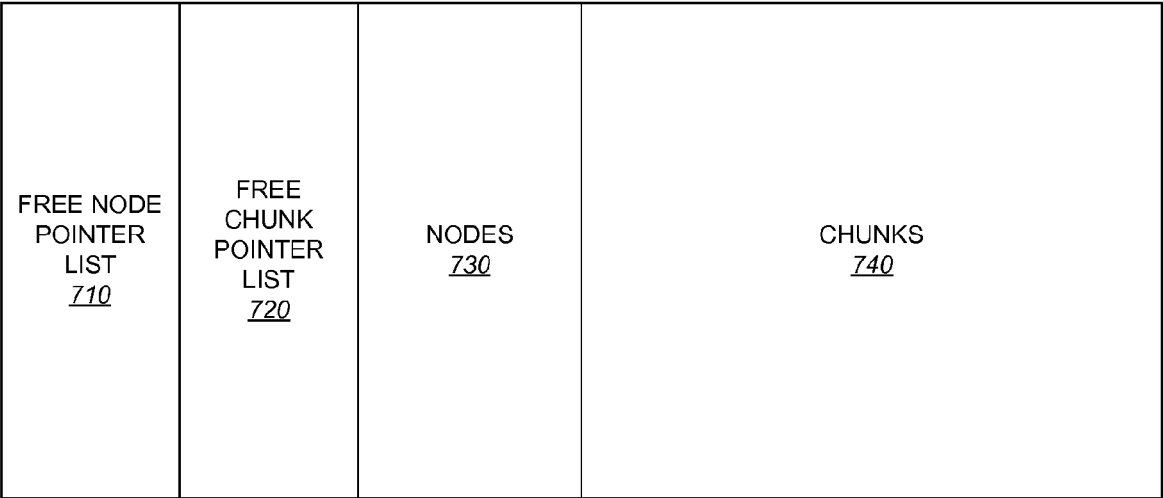 FREE NODE
POINTER
LIST
710
FREE
CHUNK
POINTER
LIST
720
NODES
730
CHUNKS
740